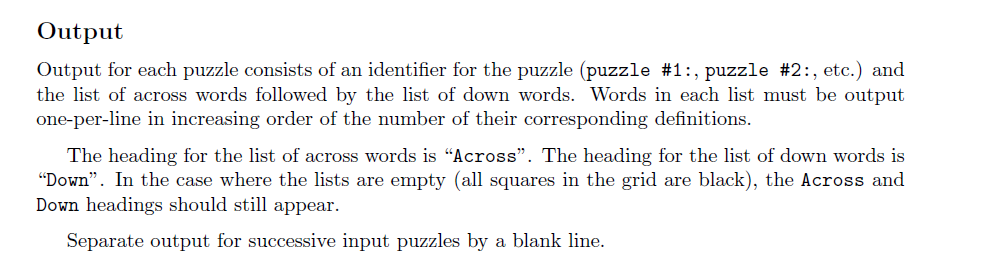 Output
Output for each puzzle consists of an identifier for the puzzle (puzzle #1:, puzzle #2:, etc.) and
the list of across words followed by the list of down words. Words in each list must be output
one-per-line in increasing order of the number of their corresponding definitions.
The heading for the list of across words is “Across”. The heading for the list of down words is
“Down”. In the case where the lists are empty (all squares in the grid are black), the Across and
Down headings should still appear.
Separate output for successive input puzzles by a blank line.